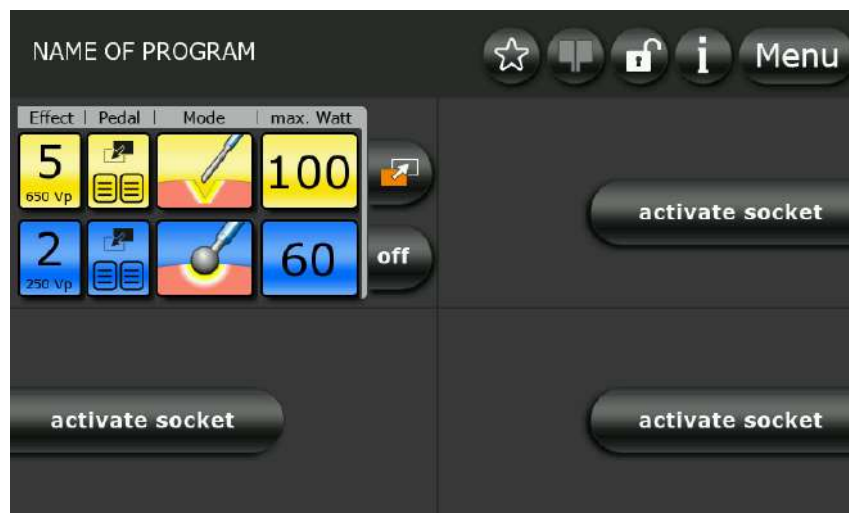 NAME OF PROGRAM
i Menu
Effect | Pedal | Mode | max. Watt
5 100
650 Vp
2 60 off
250 Vp
activate socket
activate socket
activate socket